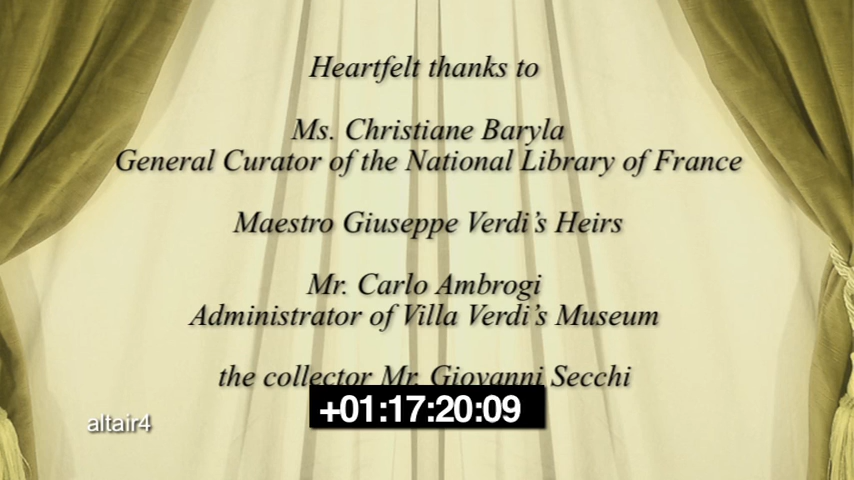 Heartfelt thanks to
Ms. Christiane Baryla
General Curator of the National Library of France
Maestro Giuseppe Verdi’s Heirs
Mr. Carlo Ambrogi
Administrator of Villa Verdi’s Museum
the collector Mr. Giovanni Secchi
+01:17:20:09
altair4